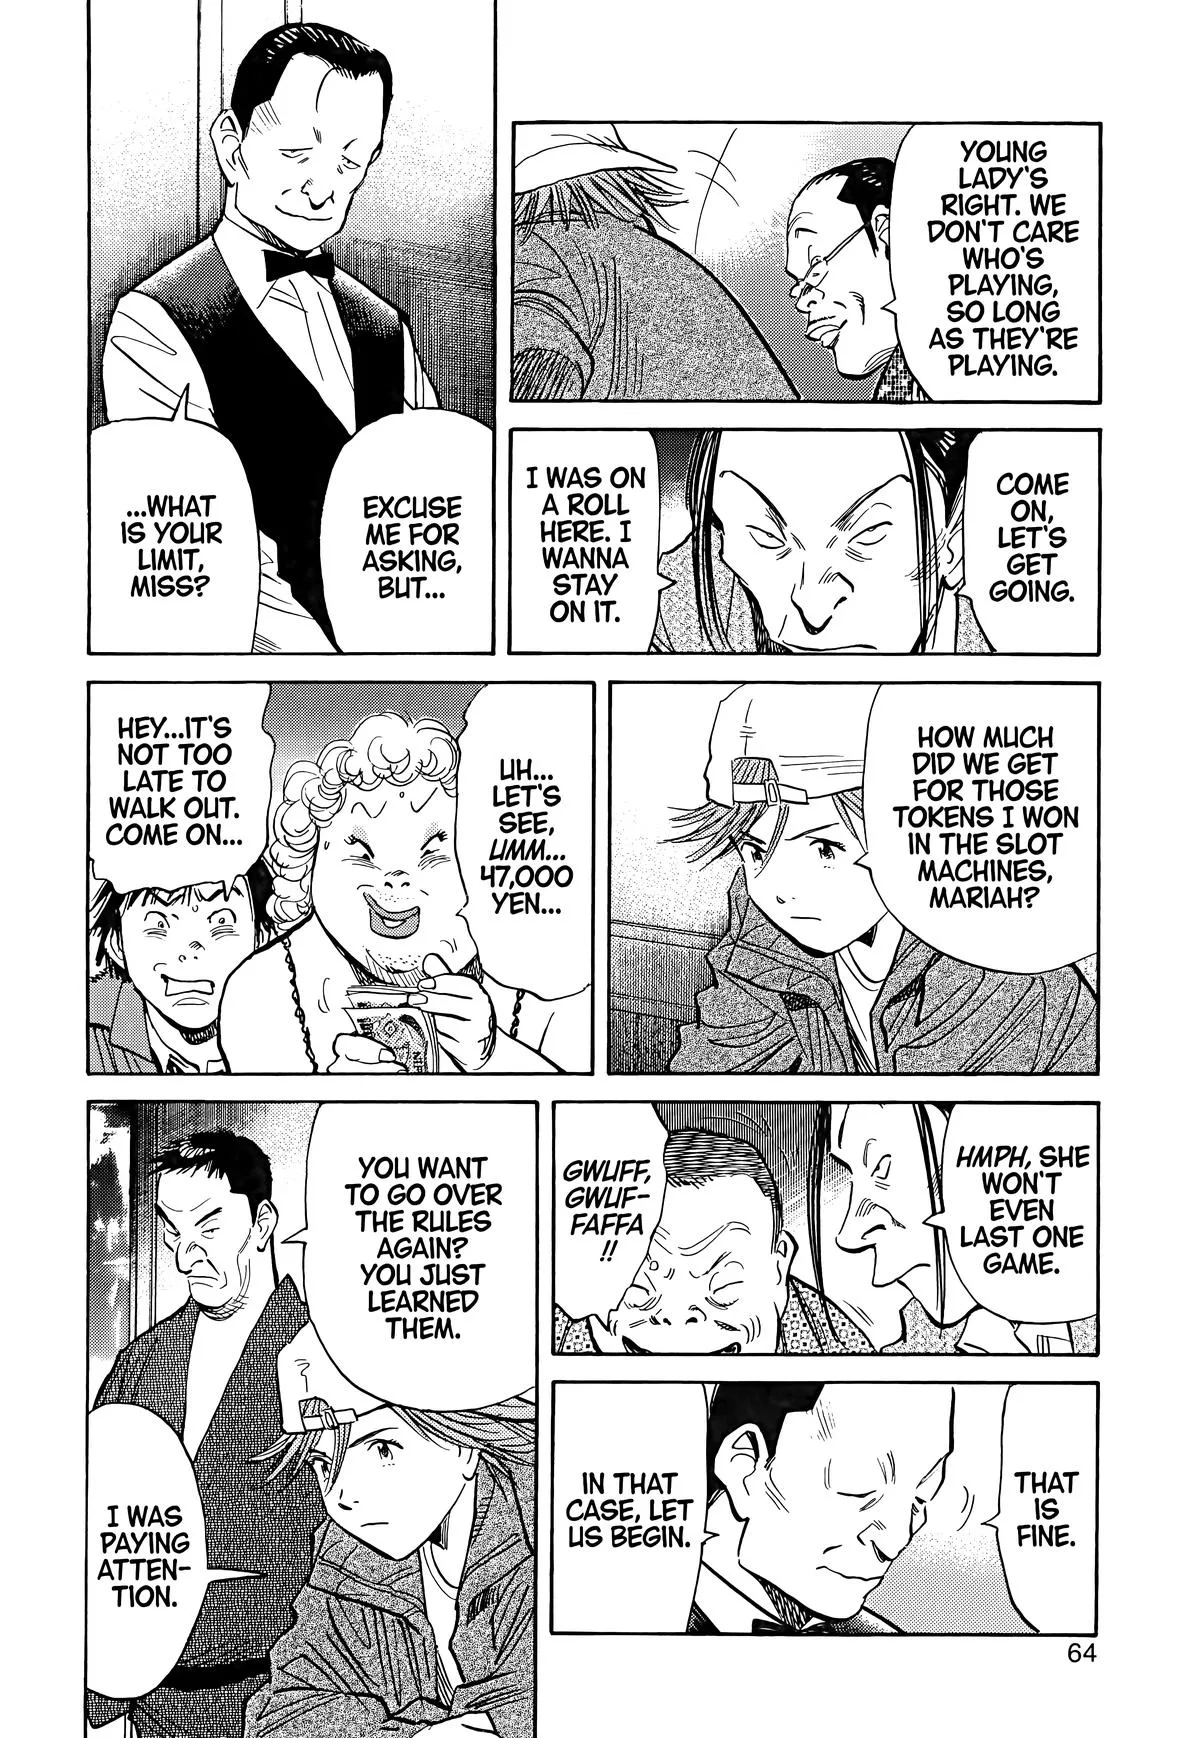 YOUNG
LADY'S
RIGHT. WE
DON'T CARE
WHO'S
PLAYING,
SO LONG
AS THEY'RE
PLAYING.
COME
ON,
LET'S
GET
GOING.
I WAS ON
A ROLL
HERE. I
WANNA
STAY
ON IT.
EXCUSE
ME FOR
ASKING,
BUT...
...WHAT
IS YOUR
LIMIT,
MISS?
HOW MUCH
DID WE GET
FOR THOSE
TOKENS I WON
IN THE SLOT
MACHINES,
MARIAH?
UH...
LET'S
SEE,
UMM...
47,000
YEN...
HEY...IT'S
NOT TOO
LATE TO
WALK OUT.
COME ON...
HMPH, SHE
WON'T
EVEN
LAST ONE
GAME.
GWUFF,
GWUF-
FAFFA
!!
THAT
IS
FINE.
IN THAT
CASE, LET
US BEGIN.
YOU WANT
TO GO OVER
THE RULES
AGAIN?
YOU JUST
LEARNED
THEM.
I WAS
PAYING
ATTEN-
TION.
64